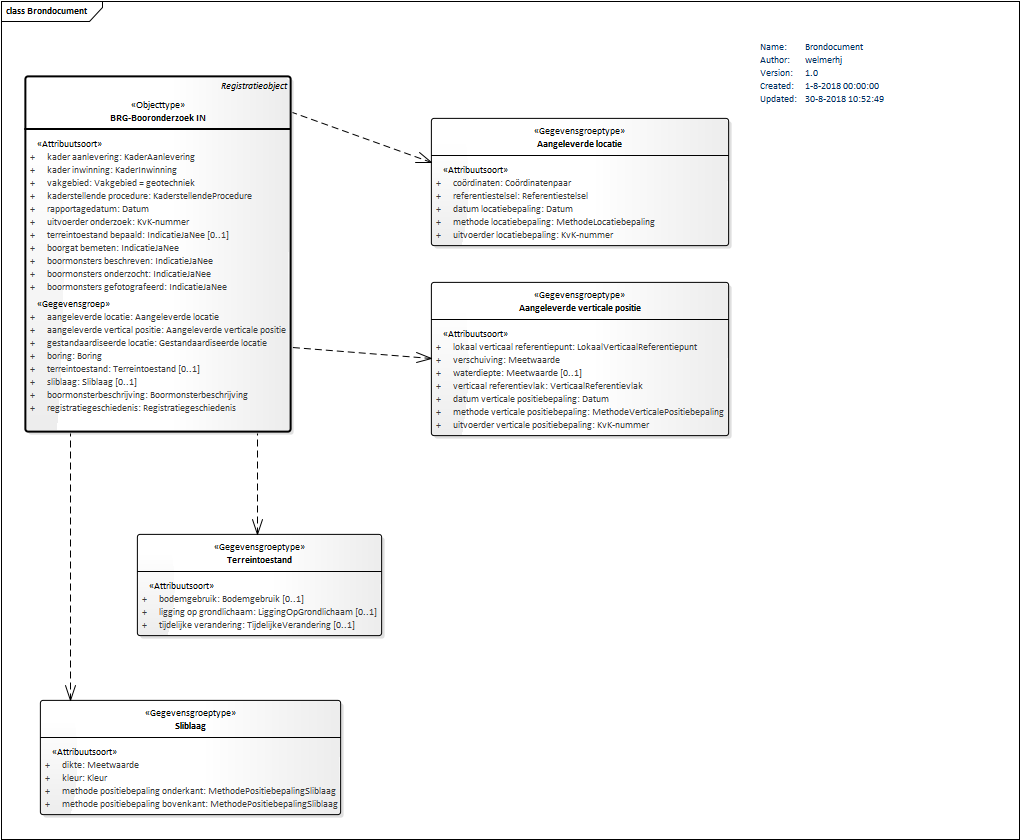 class Brondocument
Name: Brondocument
Author: welmerhj
Version: 1.0
Created: 1-8-2018 00:00:00
Updated: 30-8-2018 10:52:49
Registratieobject
«Objecttype»
BRG-Booronderzoek IN
«Attribuutsoort»
+ kader aanlevering: KaderAanlevering
+ kader inwinning: KaderInwinning
+ vakgebied: Vakgebied = geotechniek
+ kaderstellende procedure: KaderstellendeProcedure
+ rapportagedatum: Datum
+ uitvoerder onderzoek: KvK-nummer
+ terreintoestand bepaald: IndicatieJaNee [0..1]
+ boorgat bemeten: IndicatieJaNee
+ boormonsters beschreven: IndicatieJaNee
+ boormonsters onderzocht: IndicatieJaNee
+ boormonsters gefotografeerd: IndicatieJaNee
«Gegevensgroep»
+ aangeleverde locatie: Aangeleverde locatie
+ aangeleverde vertical positie: Aangeleverde verticale positie
+ gestandaardiseerde locatie: Gestandaardiseerde locatie
+ boring: Boring
+ terreintoestand: Terreintoestand [0..1]
+ sliblaag: Sliblaag [0..1]
+ boormonsterbeschrijving: Boormonsterbeschrijving
+ registratiegeschiedenis: Registratiegeschiedenis
«Gegevensgroeptype»
Aangeleverde locatie
«Attribuutsoort»
+ coördinaten: Coördinatenpaar
+ referentiestelsel: Referentiestelsel
+ datum locatiebepaling: Datum
+ methode locatiebepaling: MethodeLocatiebepaling
+ uitvoerder locatiebepaling: KvK-nummer
«Gegevensgroeptype»
Aangeleverde verticale positie
«Attribuutsoort»
+ lokaal verticaal referentiepunt: LokaalVerticaalReferentiepunt
+ verschuiving: Meetwaarde
+ waterdiepte: Meetwaarde [0..1]
+ verticaal referentievlak: VerticaalReferentievlak
+ datum verticale positiebepaling: Datum
+ methode verticale positiebepaling: MethodeVerticalePositiebepaling
+ uitvoerder verticale positiebepaling: KvK-nummer
«Gegevensgroeptype»
Terreintoestand
«Attribuutsoort»
+ bodemgebruik: Bodemgebruik [0..1]
+ ligging op grondlichaam: LiggingOpGrondlichaam [0..1]
+ tijdelijke verandering: TijdelijkeVerandering [0..1]
«Gegevensgroeptype»
Sliblaag
«Attribuutsoort»
+ dikte: Meetwaarde
+ kleur: Kleur
+ methode positiebepaling onderkant: MethodePositiebepalingSliblaag
+ methode positiebepaling bovenkant: MethodePositiebepalingSliblaag